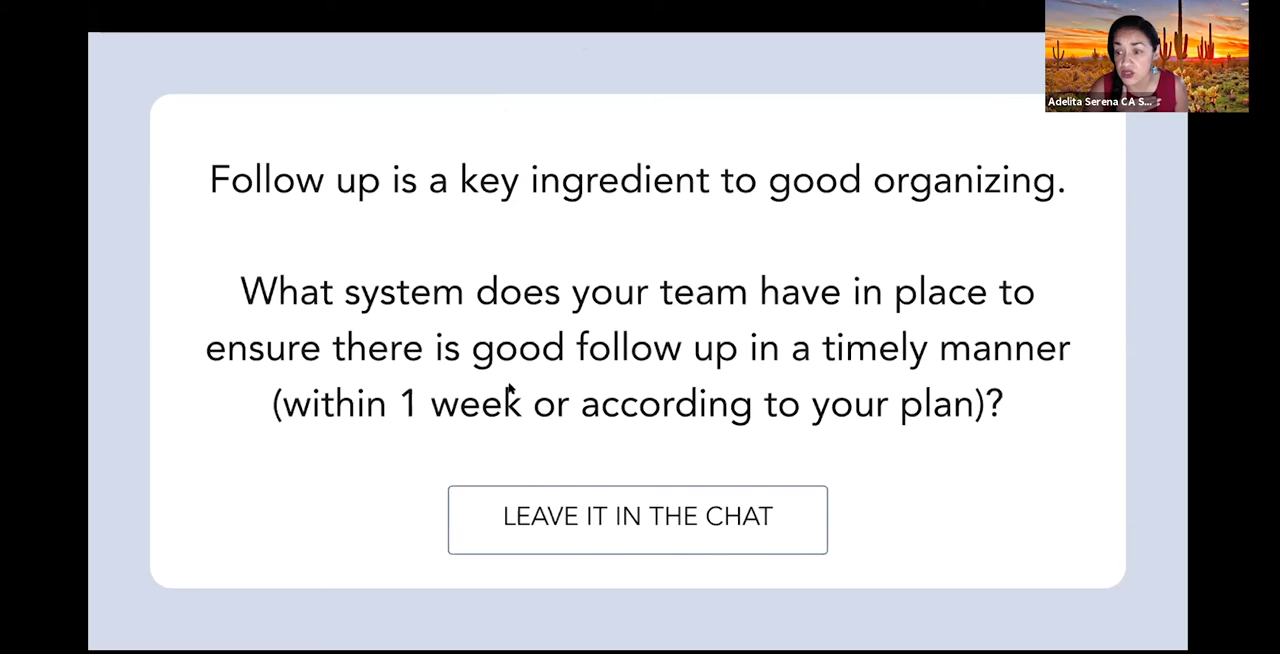 Adelita Serena CA S...
Follow up is a key ingredient to good organizing.
What system does your team have in place to
ensure there is good follow up in a timely manner
(within 1 week or according to your plan)?
LEAVE IT IN THE CHAT